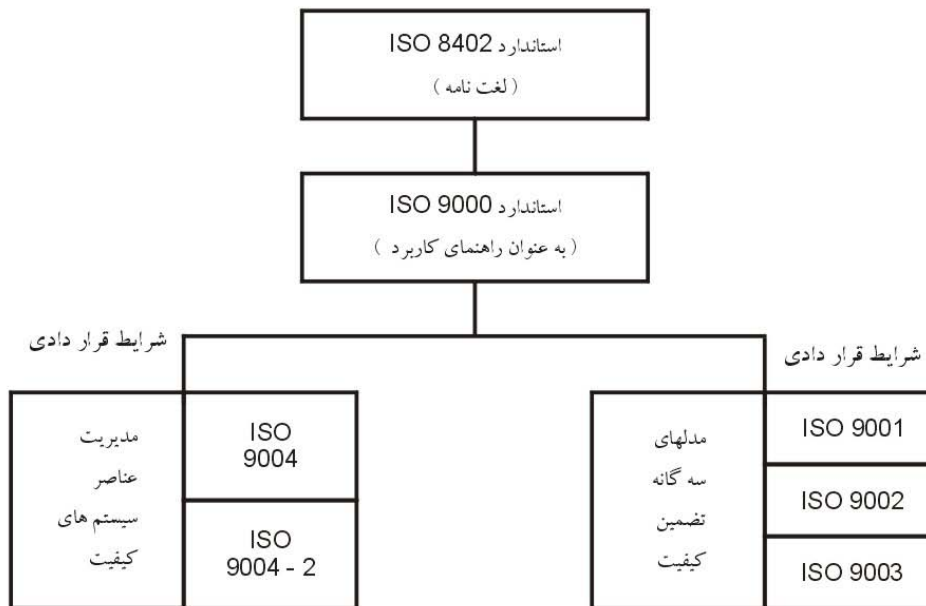 استاندارد ISO 8402
( لغت نامه )
استاندارد ISO 9000
( به عنوان راهنمای کاربرد )
شرایط قرار دادی
شرایط قرار دادی
ISO 9001
ISO 9002
ISO 9003
مدلهای
سه گانه
تضمین
کیفیت
ISO
9004
ISO
9004 - 2
مدیریت
عناصر
سیستم های
کیفیت